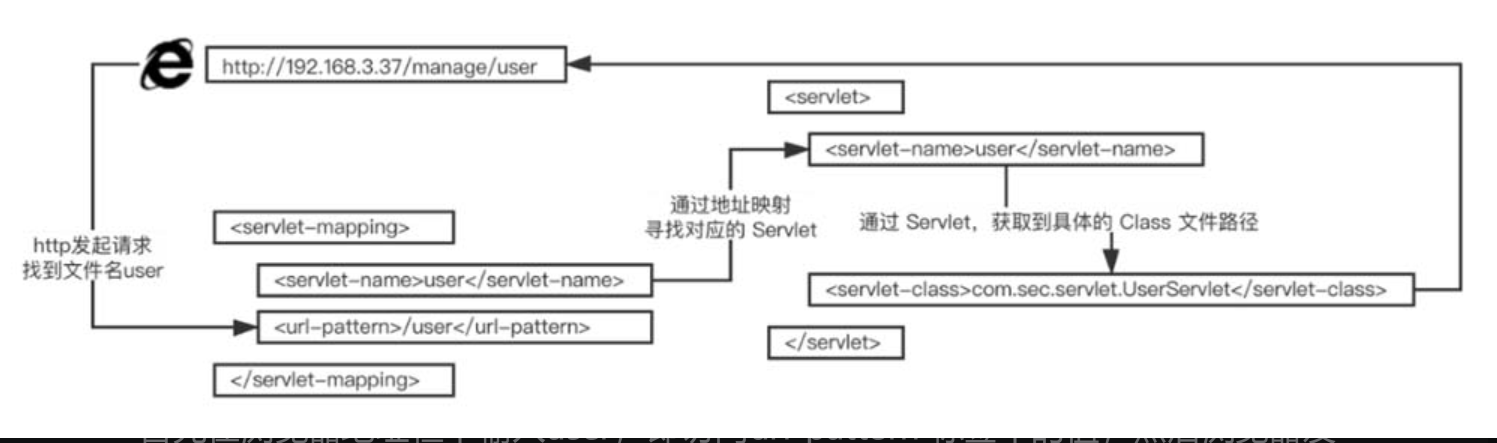 http://192.168.3.37/manage/user
<servlet>
<servlet-name>user</servlet-name>
通过地址映射
寻找对应的 Servlet
通过 Servlet，获取到具体的 Class 文件路径
<servlet-mapping>
http发起请求
找到文件名user
<servlet-name>user</servlet-name>
<servlet-class>com.sec.servlet.UserServlet</servlet-class>
<url-pattern>/user</url-pattern>
</servlet>
</servlet-mapping>